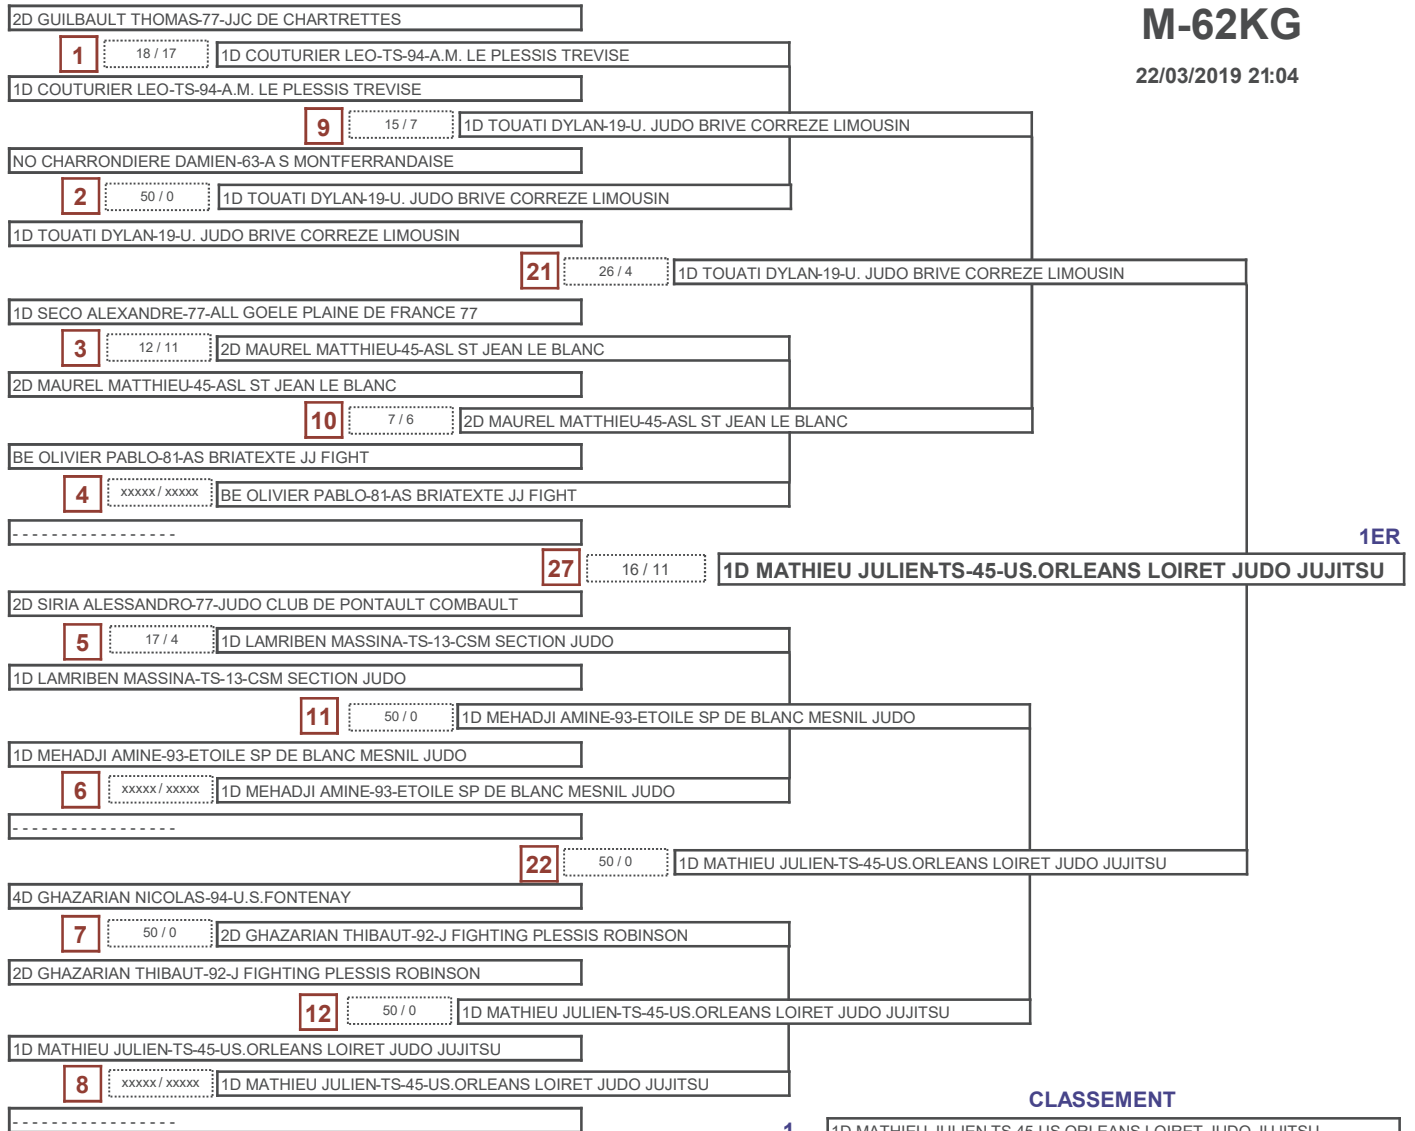 2D GUILBAULT THOMAS-77-JJC DE CHARTRETTES
M-62KG
1 18 / 17 1D COUTURIER LEO-TS-94-A.M. LE PLESSIS TREVISE
22/03/2019 21:04
1D COUTURIER LEO-TS-94-A.M. LE PLESSIS TREVISE
9 15 / 7 1D TOUATI DYLAN-19-U. JUDO BRIVE CORREZE LIMOUSIN
NO CHARRONDIERE DAMIEN-63-A S MONTFERRANDAISE
2 50 / 0 1D TOUATI DYLAN-19-U. JUDO BRIVE CORREZE LIMOUSIN
1D TOUATI DYLAN-19-U. JUDO BRIVE CORREZE LIMOUSIN
21 26 / 4 1D TOUATI DYLAN-19-U. JUDO BRIVE CORREZE LIMOUSIN
1D SECO ALEXANDRE-77-ALL GOELE PLAINE DE FRANCE 77
3 12 / 11 2D MAUREL MATTHIEU-45-ASL ST JEAN LE BLANC
2D MAUREL MATTHIEU-45-ASL ST JEAN LE BLANC
10 7 / 6 2D MAUREL MATTHIEU-45-ASL ST JEAN LE BLANC
BE OLIVIER PABLO-81-AS BRIATEXTE JJ FIGHT
4 xxxxx / xxxxx BE OLIVIER PABLO-81-AS BRIATEXTE JJ FIGHT
- - - - - - - - - - - - - - - - -
1ER
27 16 / 11 1D MATHIEU JULIEN-TS-45-US.ORLEANS LOIRET JUDO JUJITSU
2D SIRIA ALESSANDRO-77-JUDO CLUB DE PONTAULT COMBAULT
5 17 / 4 1D LAMRIBEN MASSINA-TS-13-CSM SECTION JUDO
1D LAMRIBEN MASSINA-TS-13-CSM SECTION JUDO
11 50 / 0 1D MEHADJI AMINE-93-ETOILE SP DE BLANC MESNIL JUDO
1D MEHADJI AMINE-93-ETOILE SP DE BLANC MESNIL JUDO
6 xxxxx / xxxxx 1D MEHADJI AMINE-93-ETOILE SP DE BLANC MESNIL JUDO
- - - - - - - - - - - - - - - - -
22 50 / 0 1D MATHIEU JULIEN-TS-45-US.ORLEANS LOIRET JUDO JUJITSU
4D GHAZARIAN NICOLAS-94-U.S.FONTENAY
7 50 / 0 2D GHAZARIAN THIBAUT-92-J FIGHTING PLESSIS ROBINSON
2D GHAZARIAN THIBAUT-92-J FIGHTING PLESSIS ROBINSON
12 50 / 0 1D MATHIEU JULIEN-TS-45-US.ORLEANS LOIRET JUDO JUJITSU
1D MATHIEU JULIEN-TS-45-US.ORLEANS LOIRET JUDO JUJITSU
8 xxxxx / xxxxx 1D MATHIEU JULIEN-TS-45-US.ORLEANS LOIRET JUDO JUJITSU
CLASSEMENT
- - - - - - - - - - - - - - - - -
1 1D MATHIEU JULIEN-TS-45-US.ORLEANS LOIRET JUDO JUJITSU